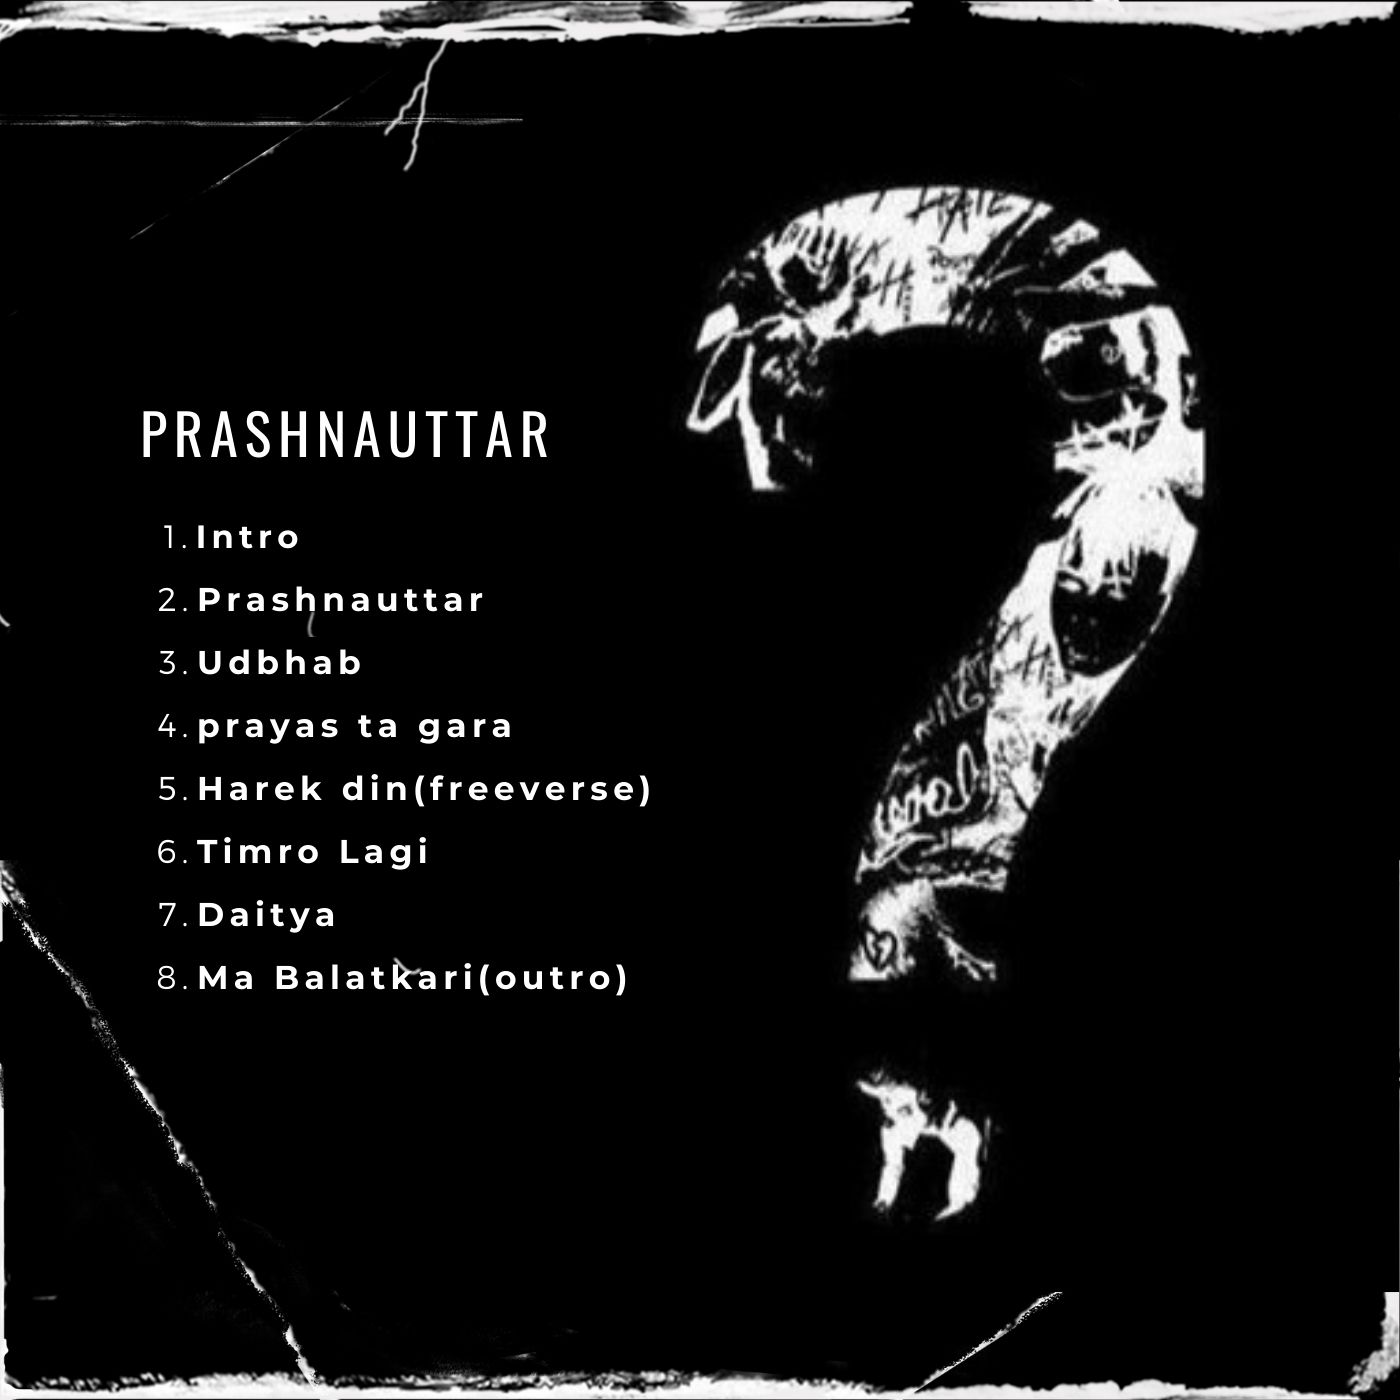 PRASHNAUTTAR
1. Intro
2. Prashnauttar
3. Udbhab
4. prayas ta gara
5. Harek din(freeverse)
6. Timro Lagi
7. Daitya
8. Ma Balatkari(outro)